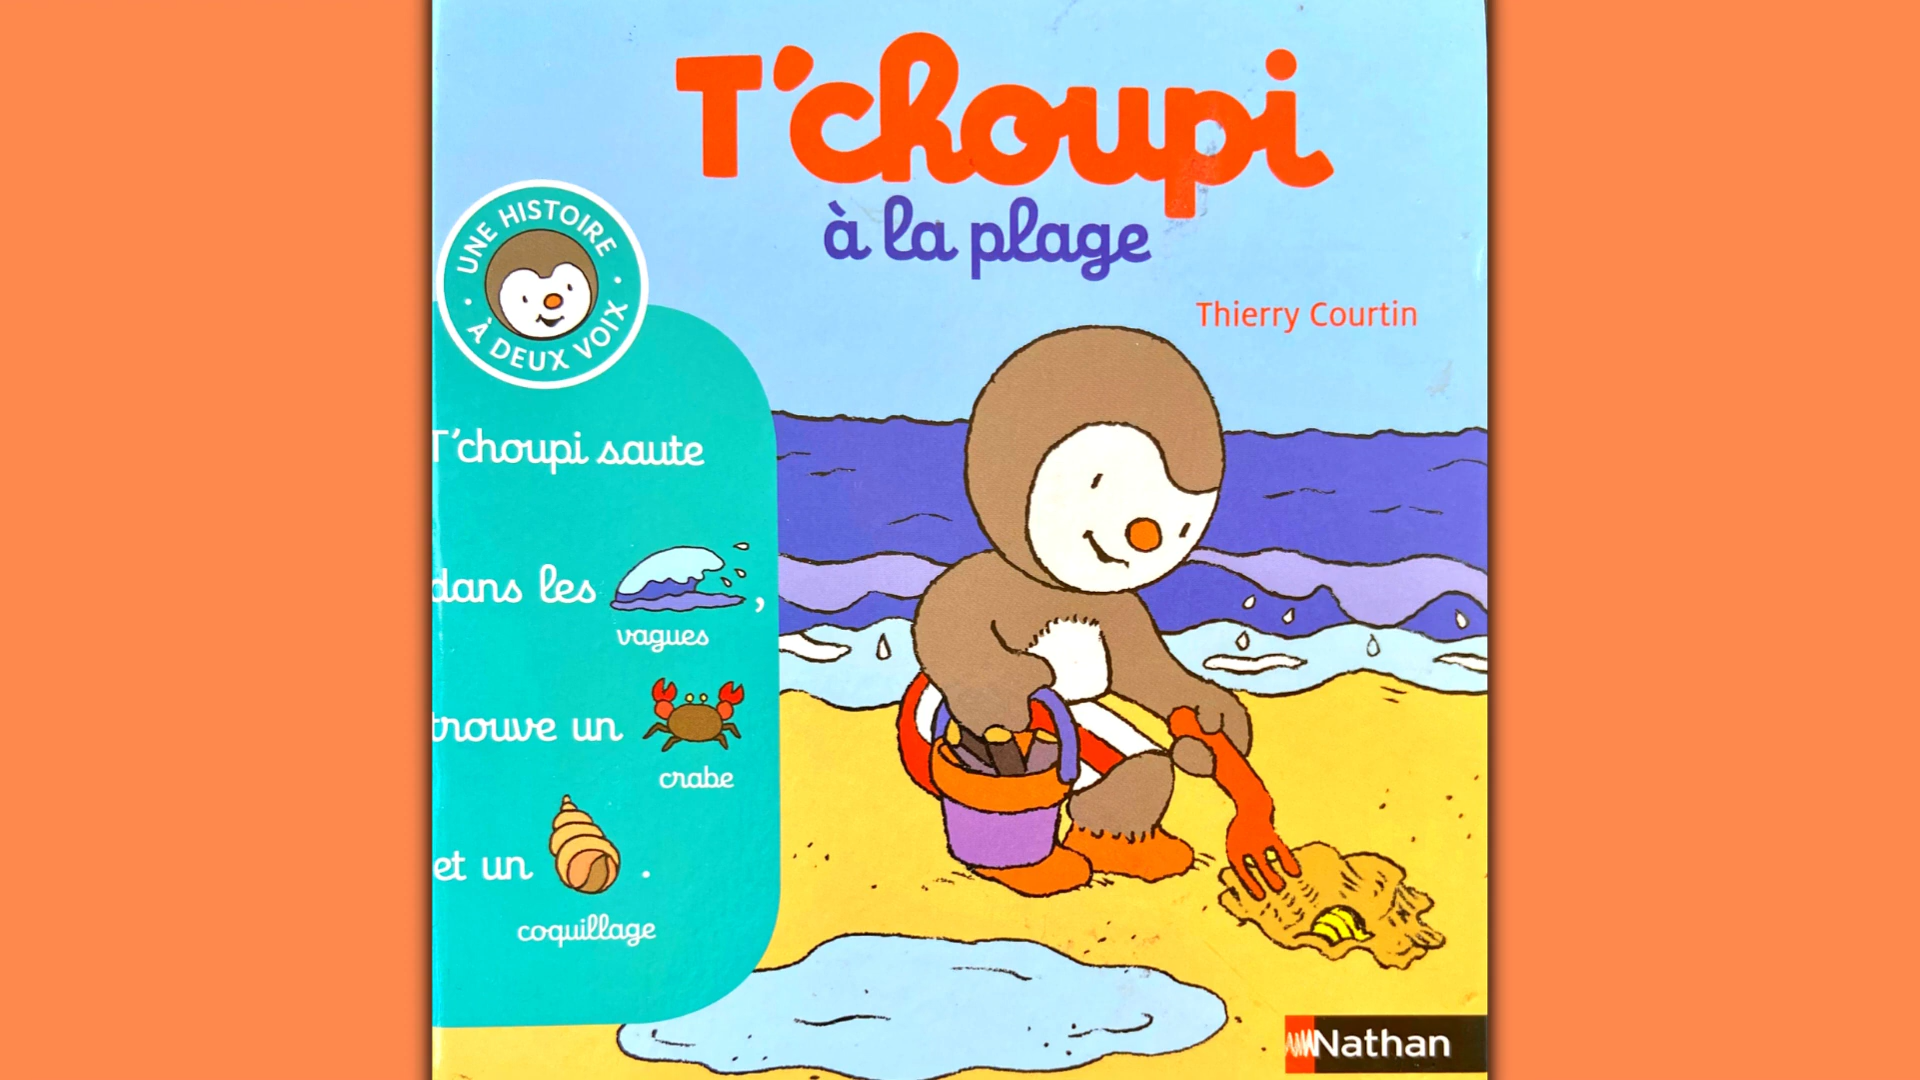 T'choupi
à la plage
Thierry Courtin
UNE HISTOIRE
À DEUX VOIX
T'choupi saute
dans les ,
vagues
trouve un
crabe
et un .
coquillage
Nathan